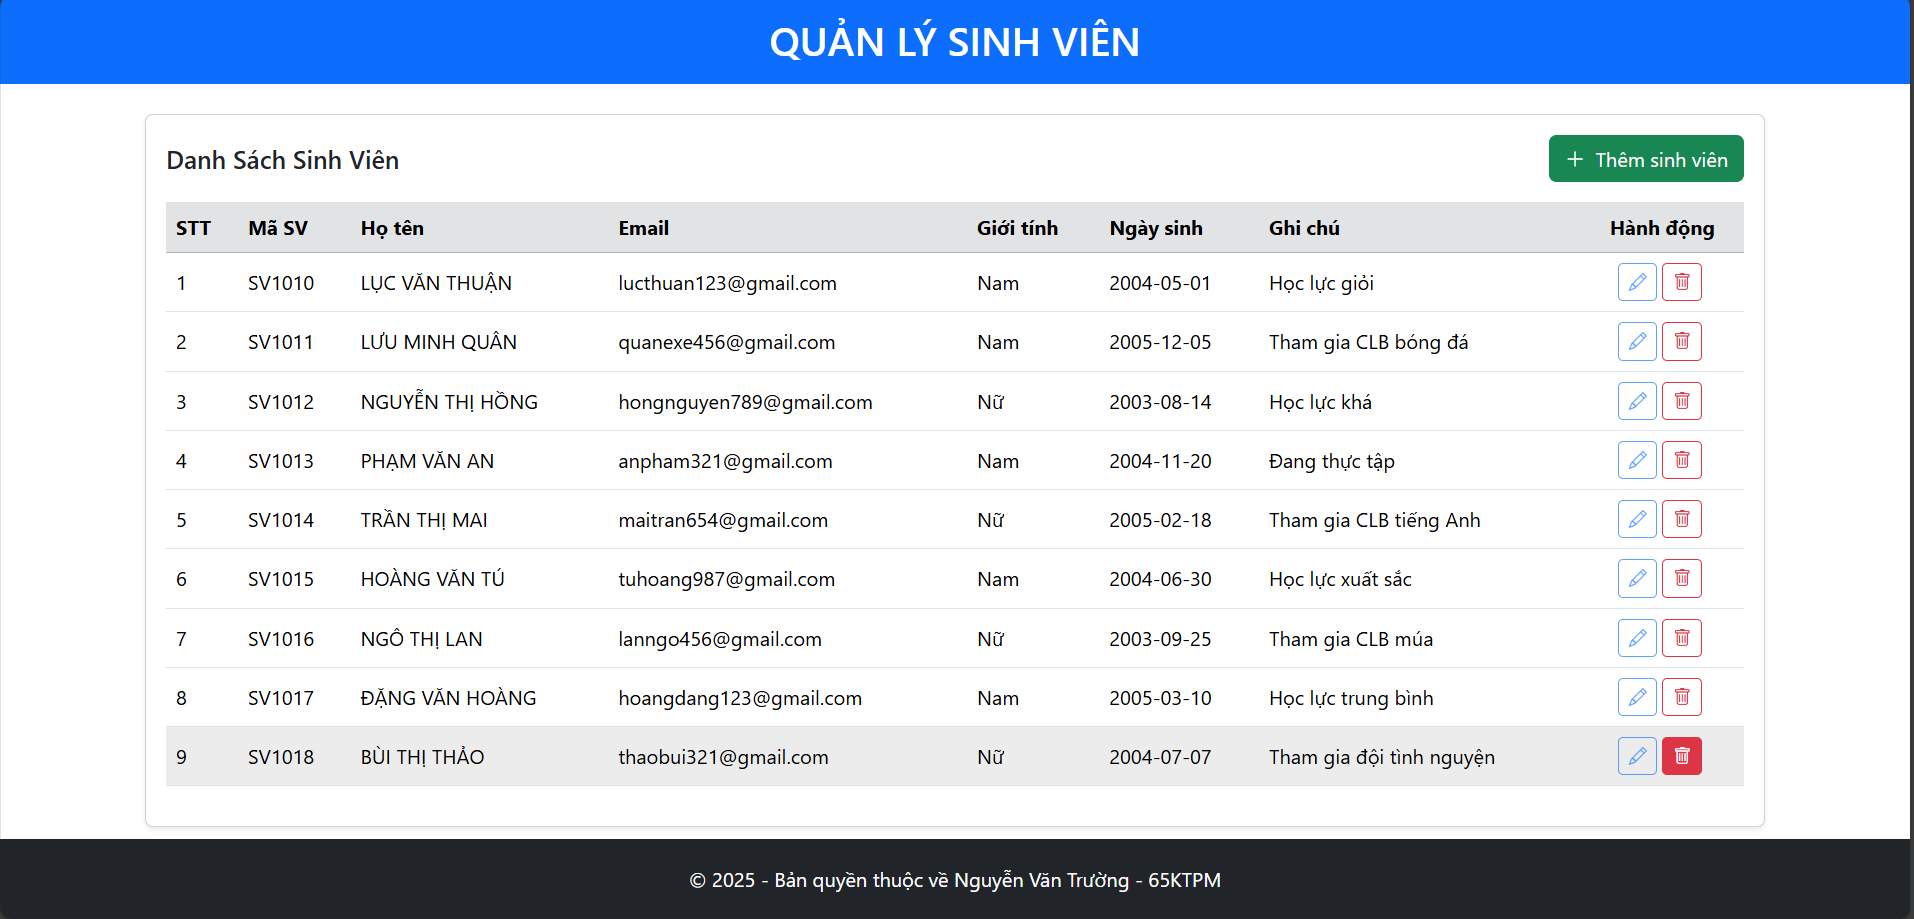 QUẢN LÝ SINH VIÊN
Danh Sách Sinh Viên
Thêm sinh viên
STT Mã SV Họ tên Email Giới tính Ngày sinh Ghi chú Hành động
1 SV1010 LỤC VĂN THUẬN lucthuan123@gmail.com Nam 2004-05-01 Học lực giỏi
2 SV1011 LƯU MINH QUÂN quanexe456@gmail.com Nam 2005-12-05 Tham gia CLB bóng đá
3 SV1012 NGUYỄN THỊ HỒNG hongnguyen789@gmail.com Nữ 2003-08-14 Học lực khá
4 SV1013 PHẠM VĂN AN anpham321@gmail.com Nam 2004-11-20 Đang thực tập
5 SV1014 TRẦN THỊ MAI maitran654@gmail.com Nữ 2005-02-18 Tham gia CLB tiếng Anh
6 SV1015 HOÀNG VĂN TÚ tuhoang987@gmail.com Nam 2004-06-30 Học lực xuất sắc
7 SV1016 NGÔ THỊ LAN lanngo456@gmail.com Nữ 2003-09-25 Tham gia CLB múa
8 SV1017 ĐẶNG VĂN HOÀNG hoangdang123@gmail.com Nam 2005-03-10 Học lực trung bình
9 SV1018 BÙI THỊ THẢO thaobui321@gmail.com Nữ 2004-07-07 Tham gia đội tình nguyện
© 2025 - Bản quyền thuộc về Nguyễn Văn Trường - 65KTPM